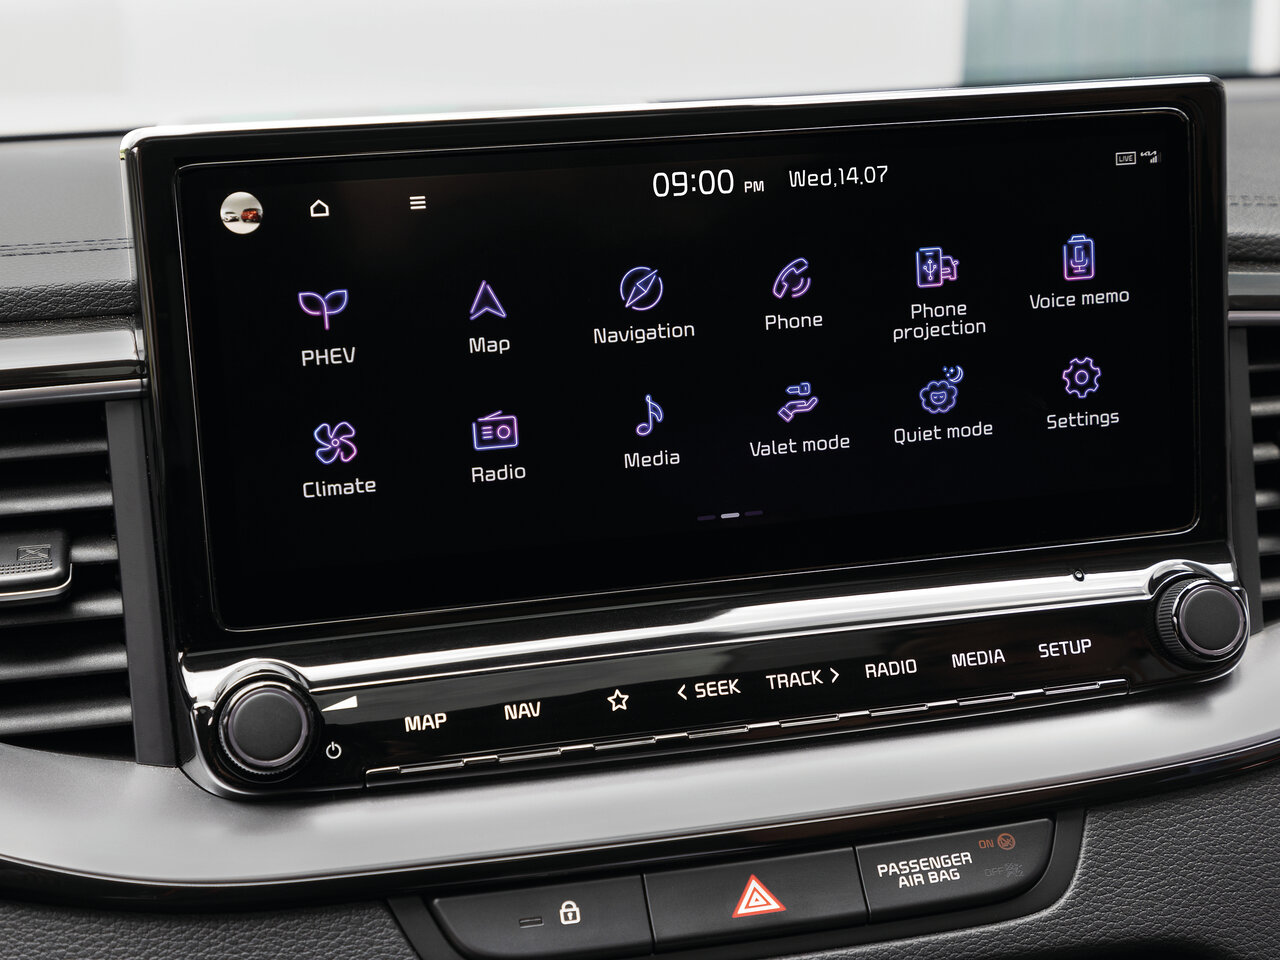 09:00 PM Wed,14.07
LIVE
PHEV
Map
Navigation
Phone
Phone
projection
Voice memo
Climate
Radio
Media
Valet mode
Quiet mode
Settings
MAP
NAV
SEEK
TRACK
RADIO
MEDIA
SETUP
PASSENGER
AIR BAG
ON
OFF